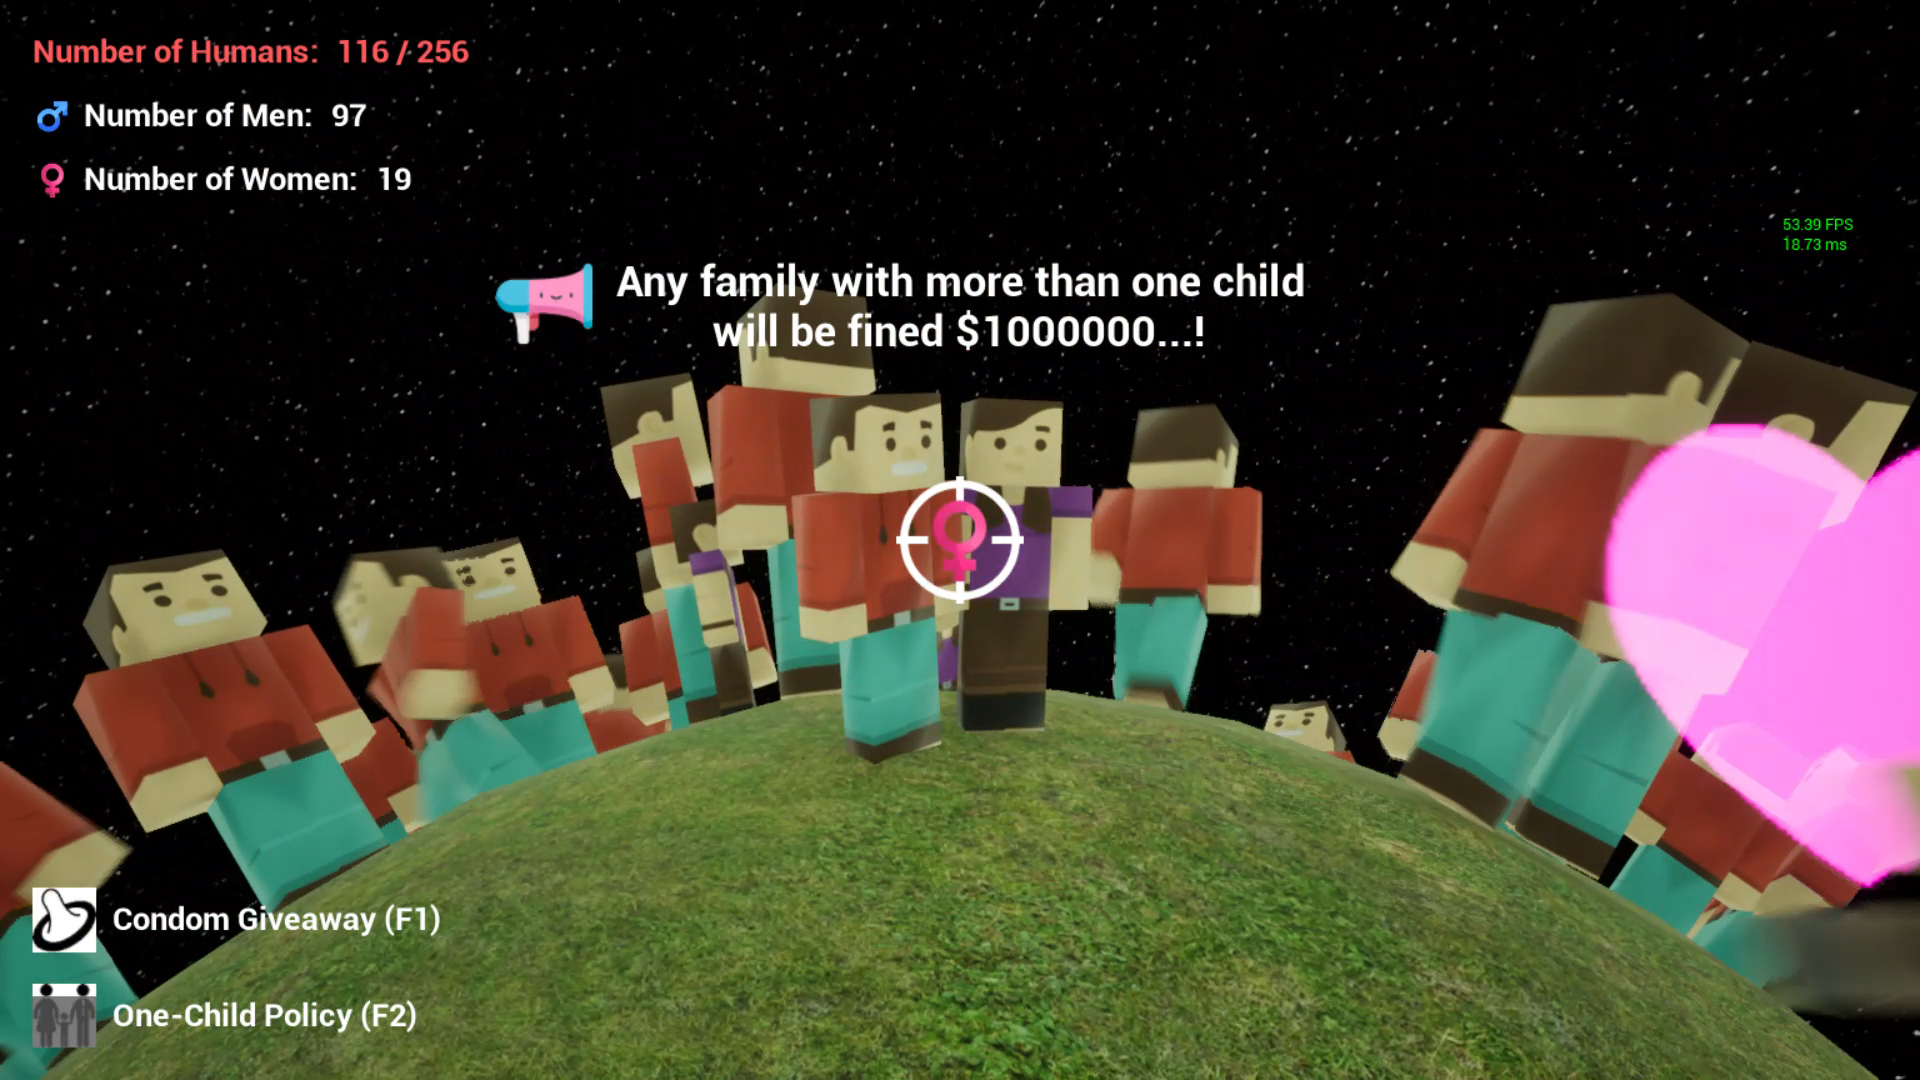 Number of Humans: 116 / 256
Number of Men: 97
Number of Women: 19
53.39 FPS
18.73 ms
Any family with more than one child
will be fined $1000000...!
Condom Giveaway (F1)
One-Child Policy (F2)